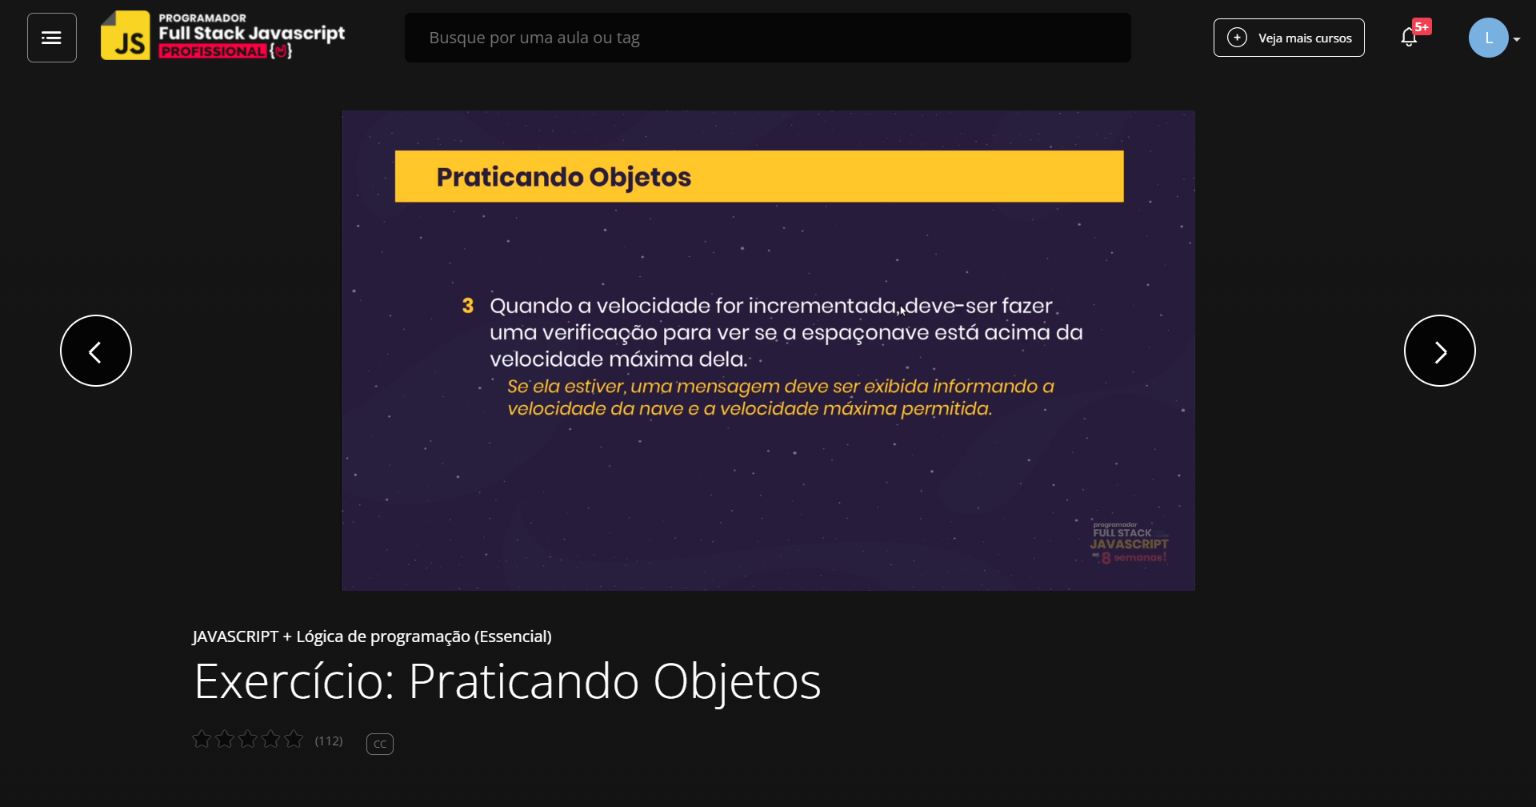 JS
PROGRAMADOR
Full Stack Javascript
PROFISSIONAL
Busque por uma aula ou tag
Veja mais cursos
5+
L
Praticando Objetos
3 Quando a velocidade for incrementada, deve-ser fazer
uma verificação para ver se a espaçonave está acima da
velocidade máxima dela.
Se ela estiver, uma mensagem deve ser exibida informando a
velocidade da nave e a velocidade máxima permitida.
programador
FULL STACK
JAVASCRIPT
em 8 semanas!
JAVASCRIPT + Lógica de programação (Essencial)
Exercício: Praticando Objetos
(112)
CC